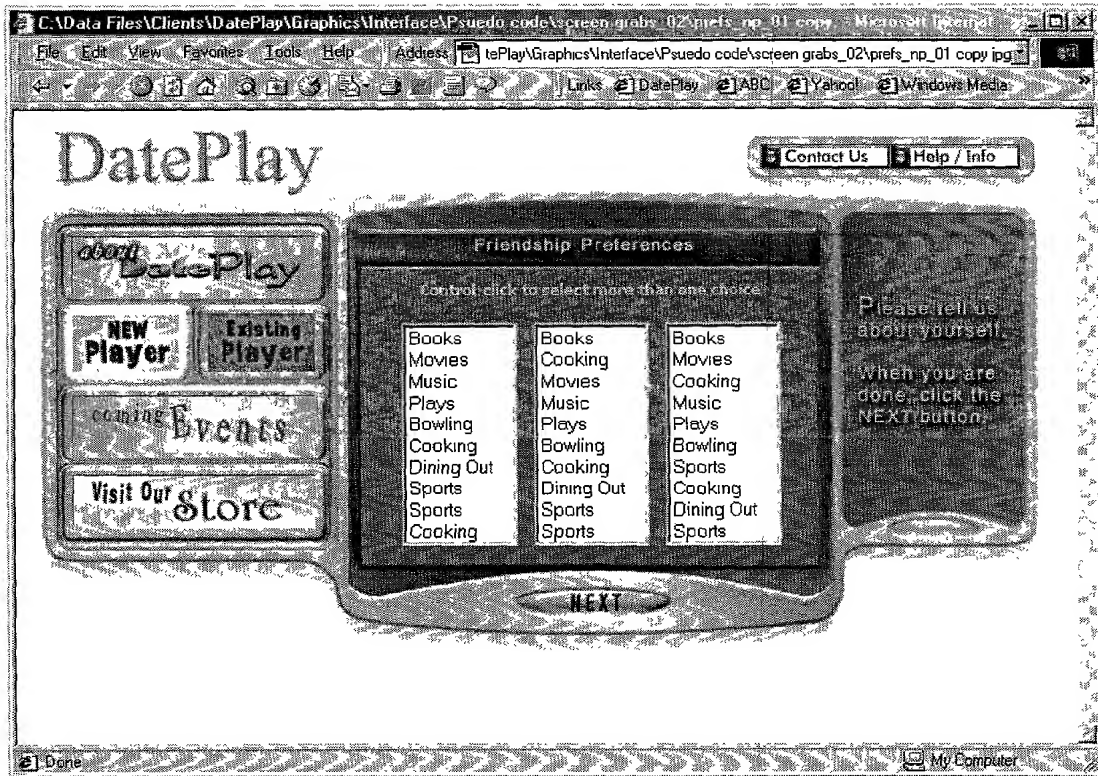 C:\Data Files\Clients\DatePlay\Graphics\Interface\Psuedo code\screen grabs_02\prefs_np_01 copy - Microsoft Internet
File Edit View Favorites Tools Help Address tePlay\Graphics\Interface\Psuedo code\screen grabs_02\prefs_np_01 copy jpg
Links DatePlay ABC Yahoo! Windows Media
DatePlay
Contact Us Help / Info
about DatePlay
NEW Player
Existing Player
coming Events
Visit Our Store
Friendship Preferences
Control-click to select more than one choice
Books
Movies
Music
Plays
Bowling
Cooking
Dining Out
Sports
Sports
Cooking
Books
Cooking
Movies
Music
Plays
Bowling
Cooking
Dining Out
Sports
Sports
Books
Movies
Cooking
Music
Plays
Bowling
Sports
Cooking
Dining Out
Sports
NEXT
Please tell us
about yourself.
When you are
done, click the
NEXT button
Done
My Computer